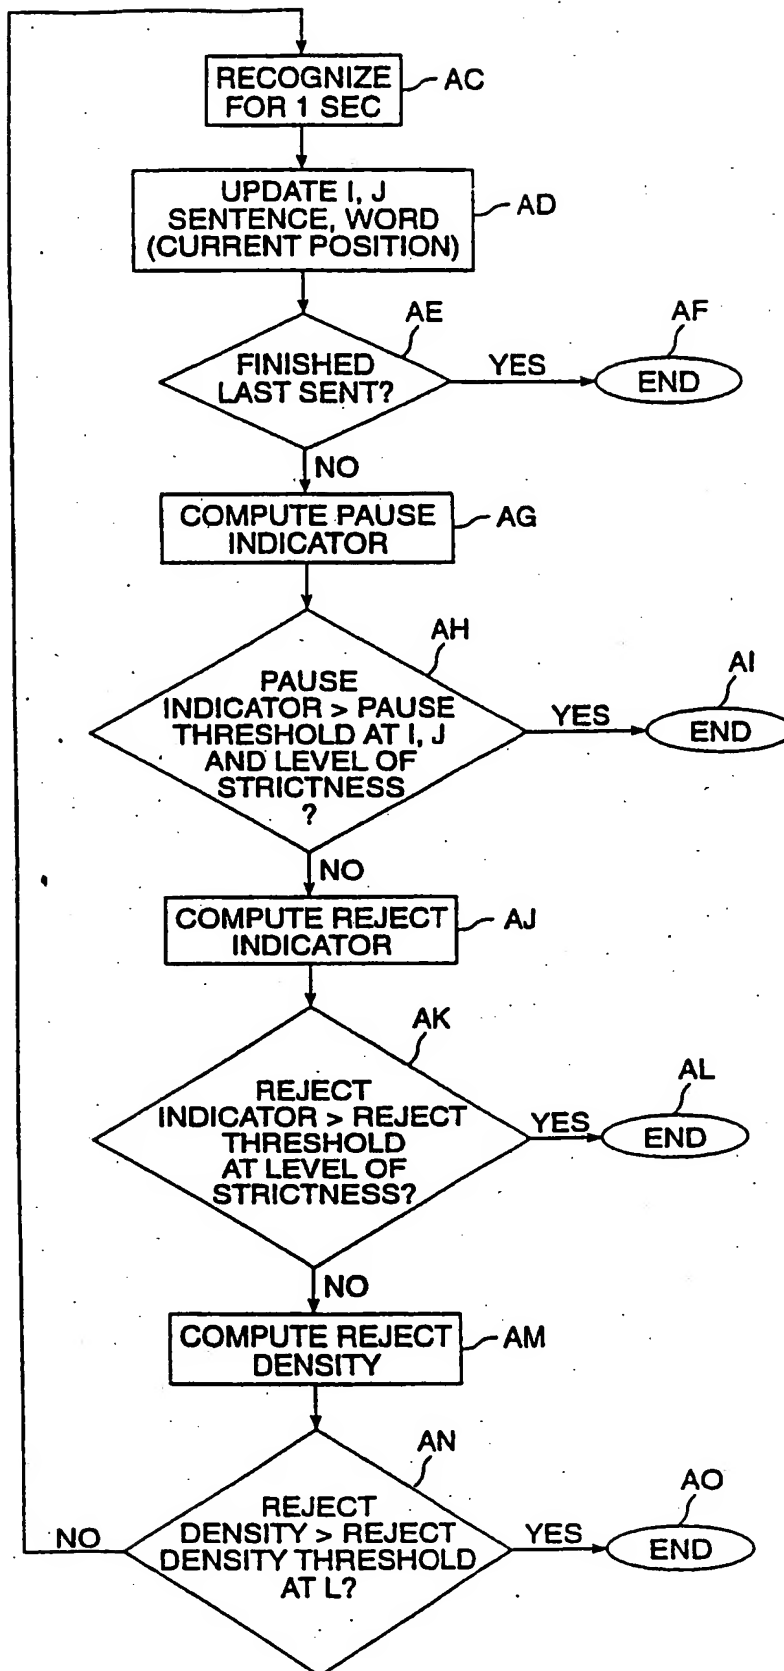 RECOGNIZE
FOR 1 SEC
AC
UPDATE I, J
SENTENCE, WORD
(CURRENT POSITION)
AD
AE
FINISHED
LAST SENT?
YES
AF
END
NO
COMPUTE PAUSE
INDICATOR
AG
AH
PAUSE
INDICATOR > PAUSE
THRESHOLD AT I, J
AND LEVEL OF
STRICTNESS
?
YES
AI
END
NO
COMPUTE REJECT
INDICATOR
AJ
AK
REJECT
INDICATOR > REJECT
THRESHOLD
AT LEVEL OF
STRICTNESS?
YES
AL
END
NO
COMPUTE REJECT
DENSITY
AM
AN
REJECT
DENSITY > REJECT
DENSITY THRESHOLD
AT L?
NO
YES
AO
END